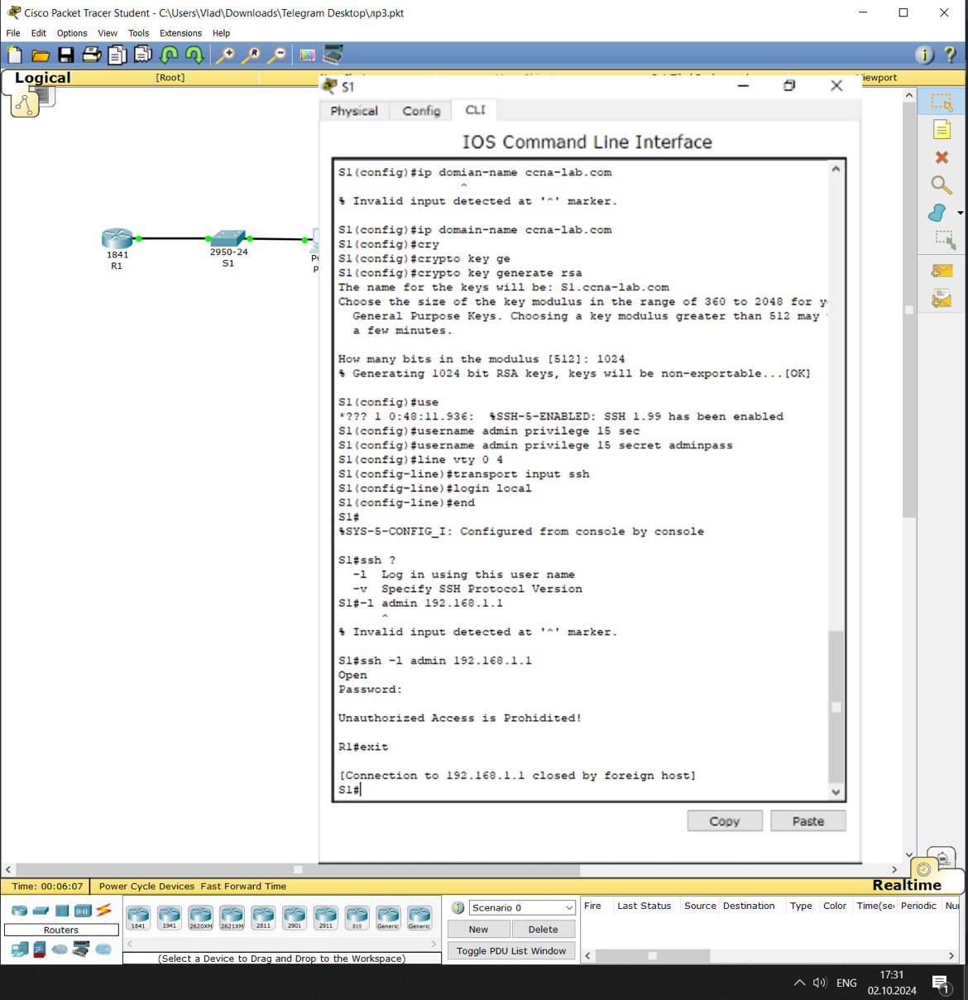 Cisco Packet Tracer Student - C:\Users\Vlad\Downloads\Telegram Desktop\лр3.pkt
File Edit Options View Tools Extensions Help
Logical
[Root]
Viewport
S1
Physical Config CLI
IOS Command Line Interface
S1(config)#ip domian-name ccna-lab.com
^
% Invalid input detected at '^' marker.
S1(config)#ip domain-name ccna-lab.com
S1(config)#cry
S1(config)#crypto key ge
S1(config)#crypto key generate rsa
The name for the keys will be: S1.ccna-lab.com
Choose the size of the key modulus in the range of 360 to 2048 for y
General Purpose Keys. Choosing a key modulus greater than 512 may
a few minutes.
How many bits in the modulus [512]: 1024
% Generating 1024 bit RSA keys, keys will be non-exportable...[OK]
S1(config)#use
*??? 1 0:48:11.936: %SSH-5-ENABLED: SSH 1.99 has been enabled
S1(config)#username admin privilege 15 sec
S1(config)#username admin privilege 15 secret adminpass
S1(config)#line vty 0 4
S1(config-line)#transport input ssh
S1(config-line)#login local
S1(config-line)#end
S1#
%SYS-5-CONFIG_I: Configured from console by console
S1#ssh ?
-l Log in using this user name
-v Specify SSH Protocol Version
S1#-l admin 192.168.1.1
^
% Invalid input detected at '^' marker.
S1#ssh -l admin 192.168.1.1
Open
Password:
Unauthorized Access is Prohidited!
R1#exit
[Connection to 192.168.1.1 closed by foreign host]
S1#
Copy Paste
1841
R1
2950-24
S1
Time: 00:06:07 Power Cycle Devices Fast Forward Time
Realtime
Routers
1841 1941 2620XM 2621XM 2811 2901 2911 819 Generic Generic
(Select a Device to Drag and Drop to the Workspace)
Scenario 0
New Delete
Toggle PDU List Window
Fire Last Status Source Destination Type Color Time(sec Periodic Nu
ENG
17:31
02.10.2024
1